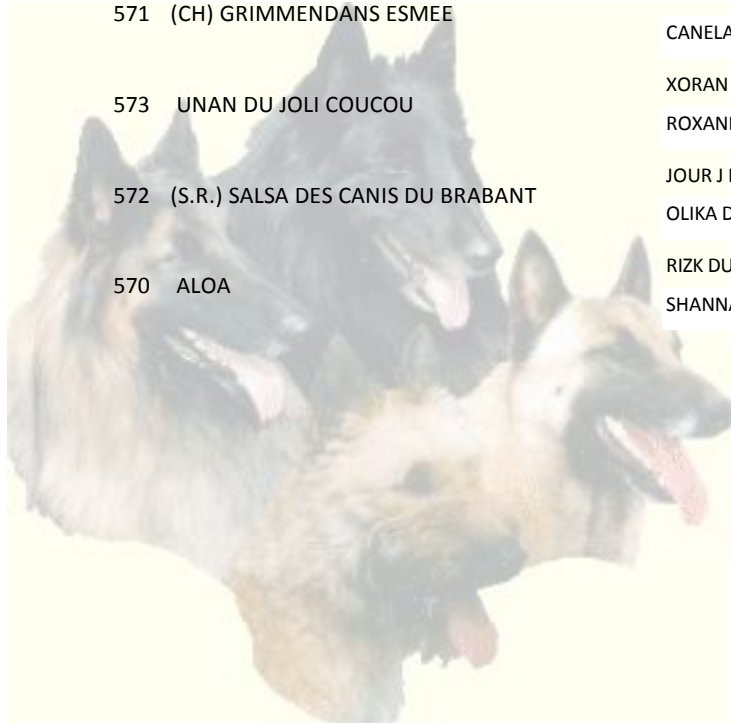 571 (CH) GRIMMENDANS ESMEE
573 UNAN DU JOLI COUCOU
572 (S.R.) SALSA DES CANIS DU BRABANT
570 ALOA
XORAN
JOUR J
RIZK DU